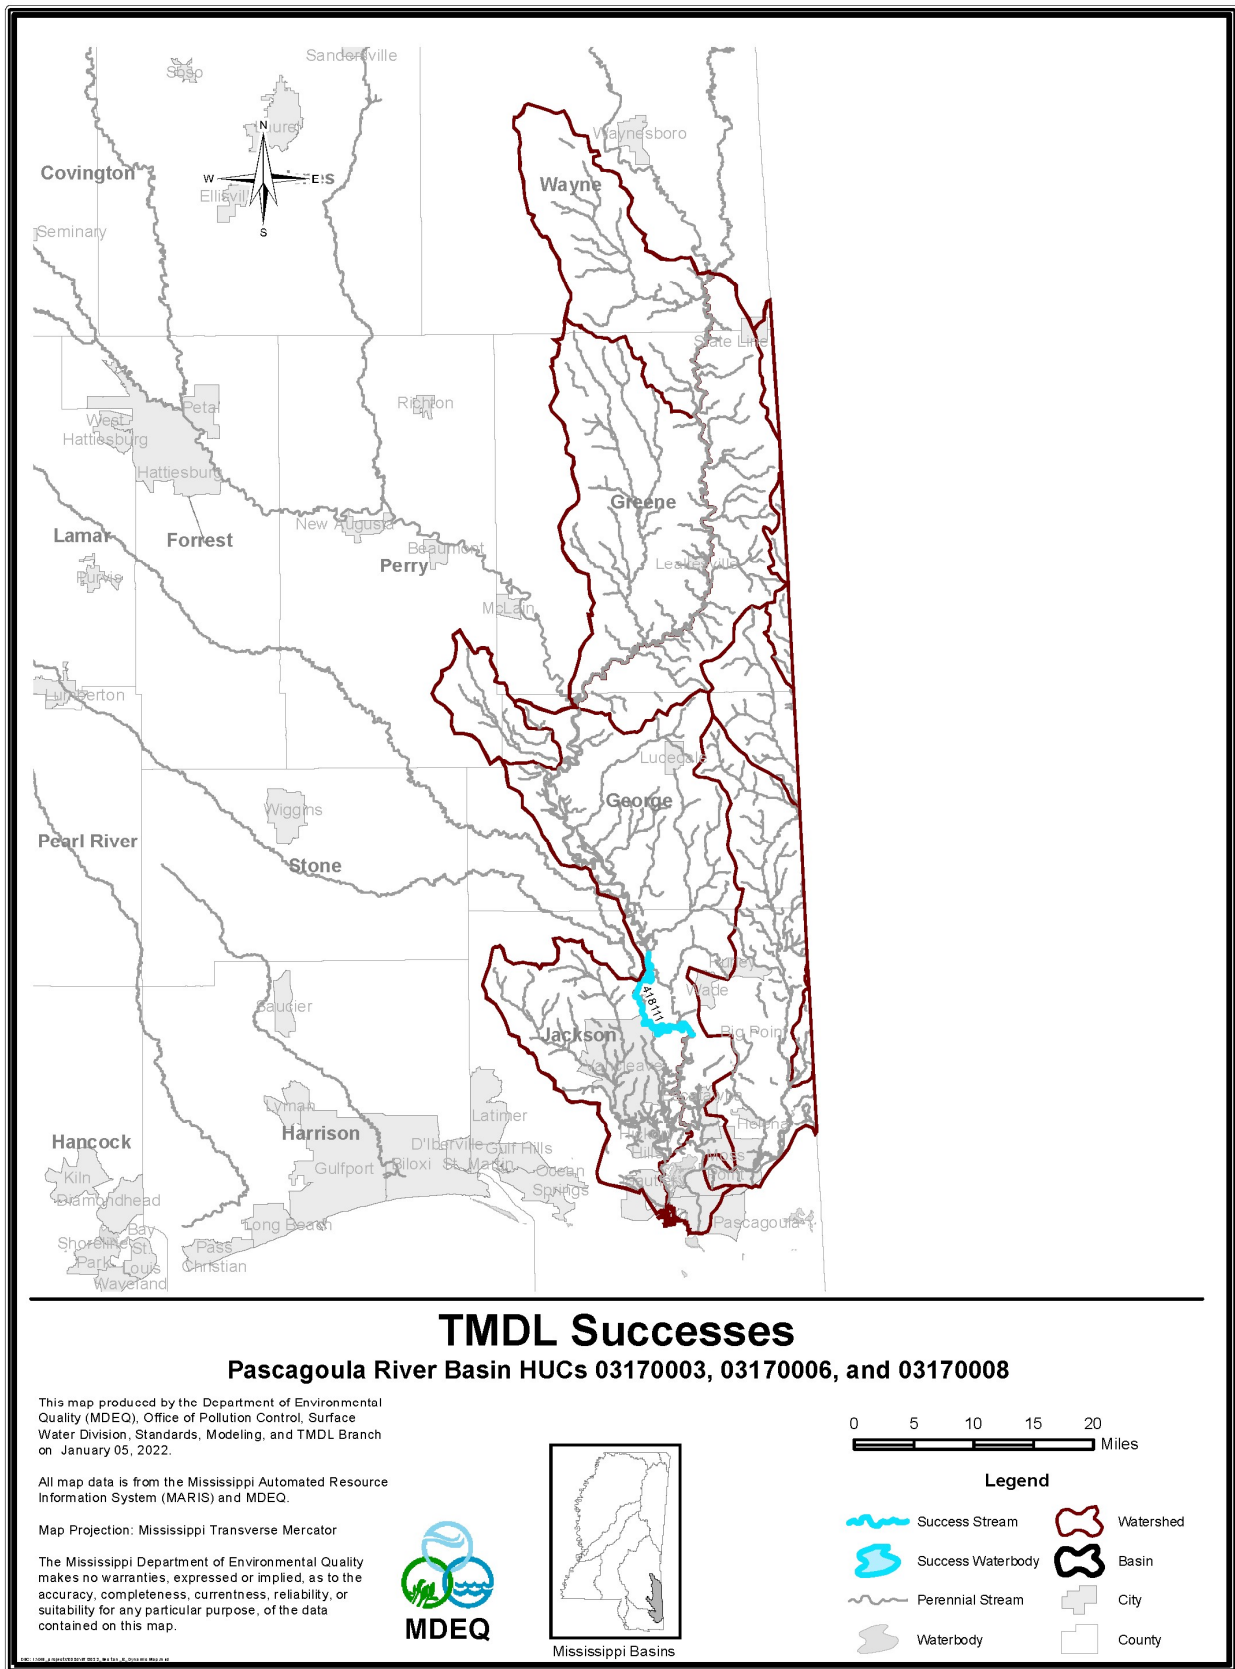 Sandersville
Soso
Laurel
Waynesboro
Covington
N
W
E
S
Ellisville
Wayne
Seminary
State Line
Petal
Richton
West
Hattiesburg
Hattiesburg
Greene
New Augusta
Lamar
Forrest
Beaumont
Perry
Leakesville
Purvis
McLain
Lumberton
Lucedale
George
Wiggins
Pearl River
Stone
Hurley
Wade
418111
Saucier
Jackson
Big Point
Vancleave
Escatawpa
Lyman
Latimer
Helena
Hancock
Harrison
D'Iberville
Gulf Hills
Hickory
Hills
Moss
Point
Kiln
Gulfport
Biloxi
St. Martin
Ocean
Springs
Gautier
Diamondhead
Long Beach
Pascagoula
Bay
St.
Louis
Shoreline
Park
Pass
Christian
Waveland
TMDL Successes
Pascagoula River Basin HUCs 03170003, 03170006, and 03170008
This map produced by the Department of Environmental
Quality (MDEQ), Office of Pollution Control, Surface
Water Division, Standards, Modeling, and TMDL Branch
on January 05, 2022.
All map data is from the Mississippi Automated Resource
Information System (MARIS) and MDEQ.
Map Projection: Mississippi Transverse Mercator
The Mississippi Department of Environmental Quality
makes no warranties, expressed or implied, as to the
accuracy, completeness, currentness, reliability, or
suitability for any particular purpose, of the data
contained on this map.
MDEQ
Mississippi Basins
0 5 10 15 20
Miles
Legend
Success Stream
Watershed
Success Waterbody
Basin
Perennial Stream
City
Waterbody
County